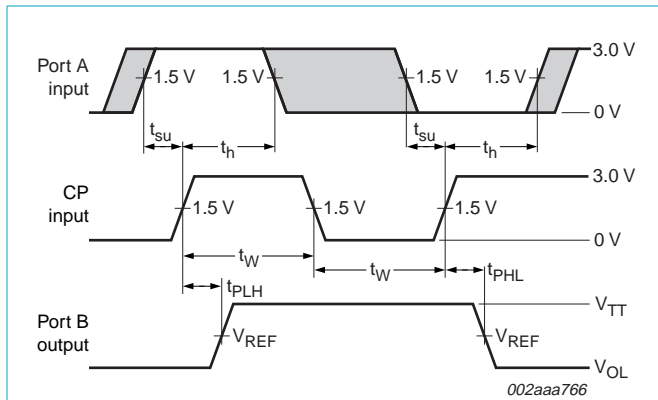 Port A
input
1.5 V
1.5 V
1.5 V
1.5 V
3.0 V
0 V
tsu
th
tsu
th
CP
input
1.5 V
1.5 V
1.5 V
3.0 V
0 V
tW
tW
tPLH
tPHL
Port B
output
VREF
VREF
VTT
VOL
002aaa766